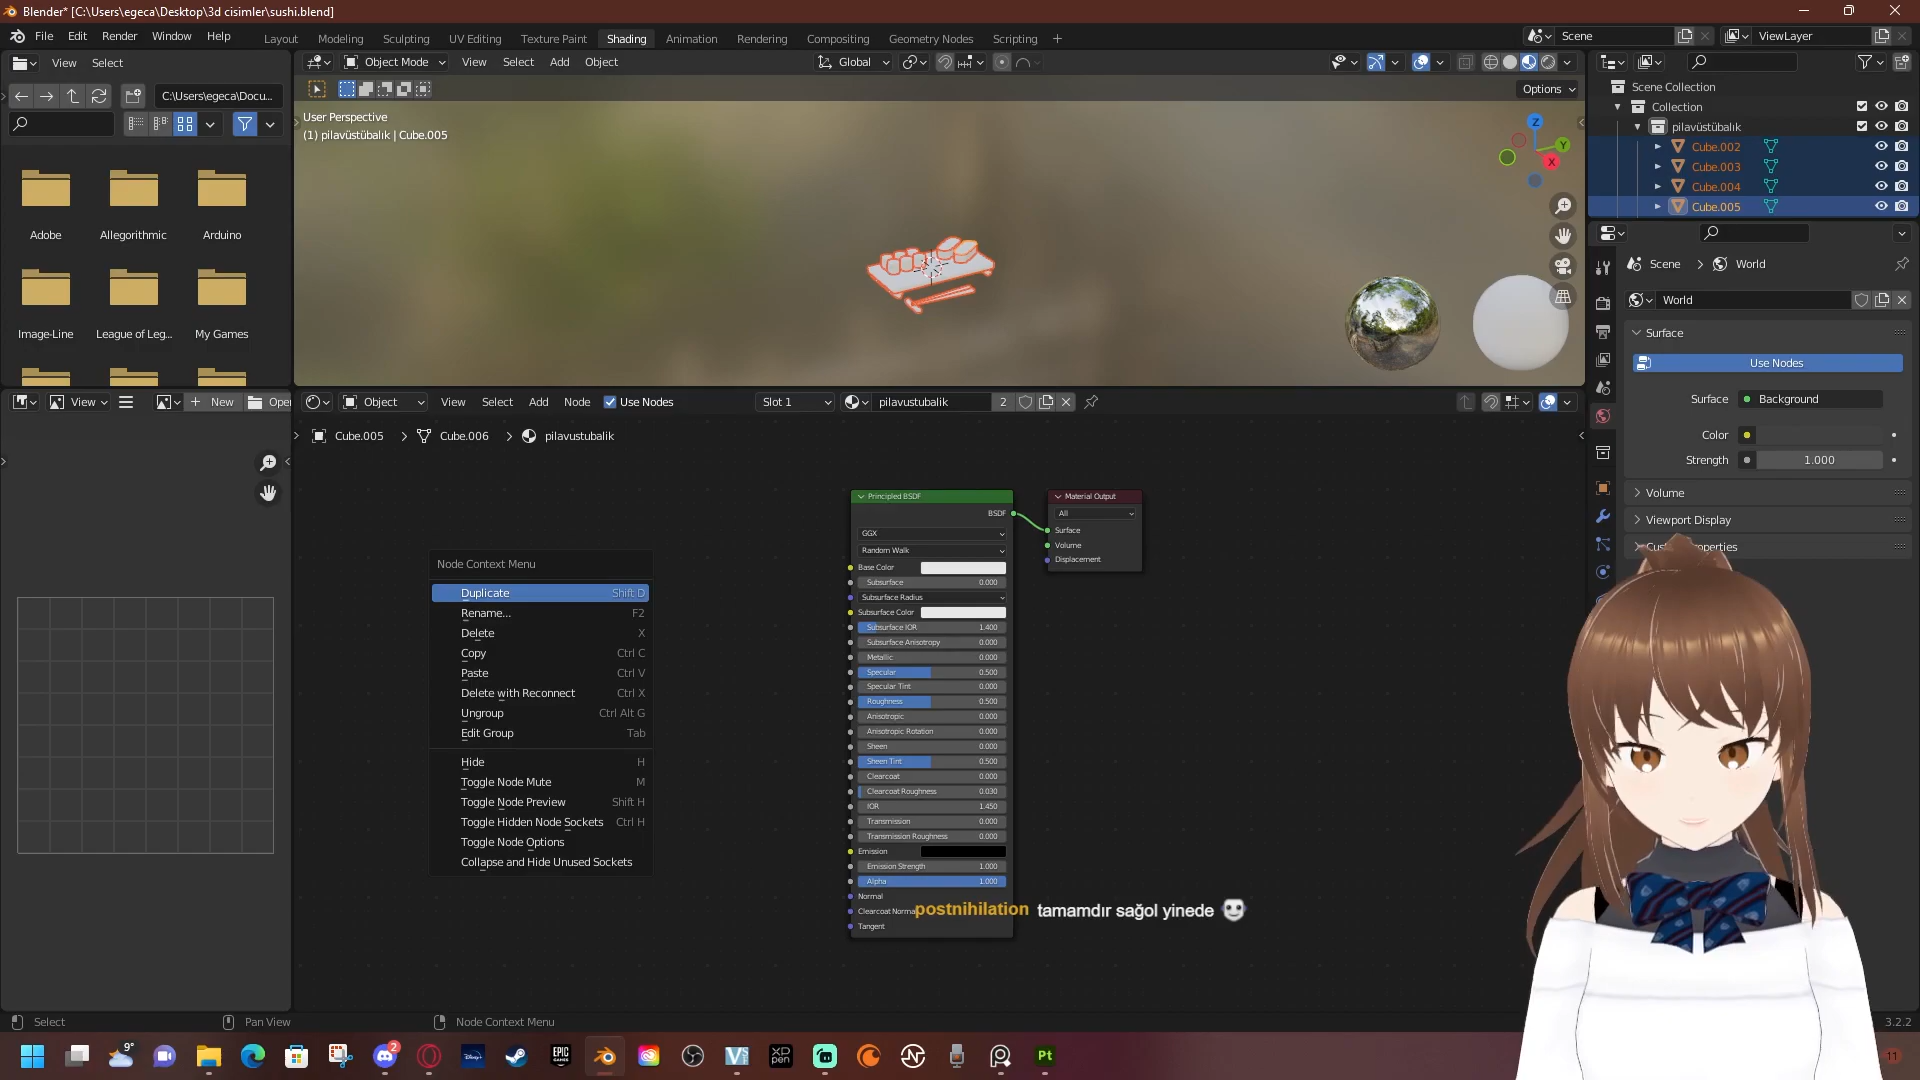 Blender* [C:\Users\egeca\Desktop\3d cisimler\sushi.blend]
File Edit Render Window Help
Layout Modeling Sculpting UV Editing Texture Paint Shading Animation Rendering Compositing Geometry Nodes Scripting
Scene
ViewLayer
View Select
Object Mode View Select Add Object
Global
C:\Users\egeca\Docu...
Options
User Perspective
(1) pilavüstübalık | Cube.005
Z
Y
X
Scene Collection
Collection
pilavüstübalık
Cube.002
Cube.003
Cube.004
Cube.005
Adobe Allegorithmic Arduino
Image-Line League of Leg... My Games
Scene > World
World
Surface
Use Nodes
Surface Background
Color
Strength 1.000
Volume
Viewport Display
View New
Object View Select Add Node Use Nodes
Slot 1
pilavustubalik 2
Cube.005 > Cube.006 > pilavustubalik
Node Context Menu
Duplicate Shift D
Rename... F2
Delete X
Copy Ctrl C
Paste Ctrl V
Delete with Reconnect Ctrl X
Ungroup Ctrl Alt G
Edit Group Tab
Hide H
Toggle Node Mute M
Toggle Node Preview Shift H
Toggle Hidden Node Sockets Ctrl H
Toggle Node Options
Collapse and Hide Unused Sockets
Principled BSDF
BSDF
GGX
Random Walk
Base Color
Subsurface 0.000
Subsurface Radius
Subsurface Color
Subsurface IOR 1.400
Subsurface Anisotropy 0.000
Metallic 0.000
Specular 0.500
Specular Tint 0.000
Roughness 0.500
Anisotropic 0.000
Anisotropic Rotation 0.000
Sheen 0.000
Sheen Tint 0.500
Clearcoat 0.000
Clearcoat Roughness 0.030
IOR 1.450
Transmission 0.000
Transmission Roughness 0.000
Emission
Emission Strength 1.000
Alpha 1.000
Normal
Clearcoat Norma
Tangent
Material Output
All
Surface
Volume
Displacement
postnihilation tamamdır sağol yinede
Select
Pan View
Node Context Menu
3.2.2
9°
2
EPIC GAMES
XP PEN
Pt
11